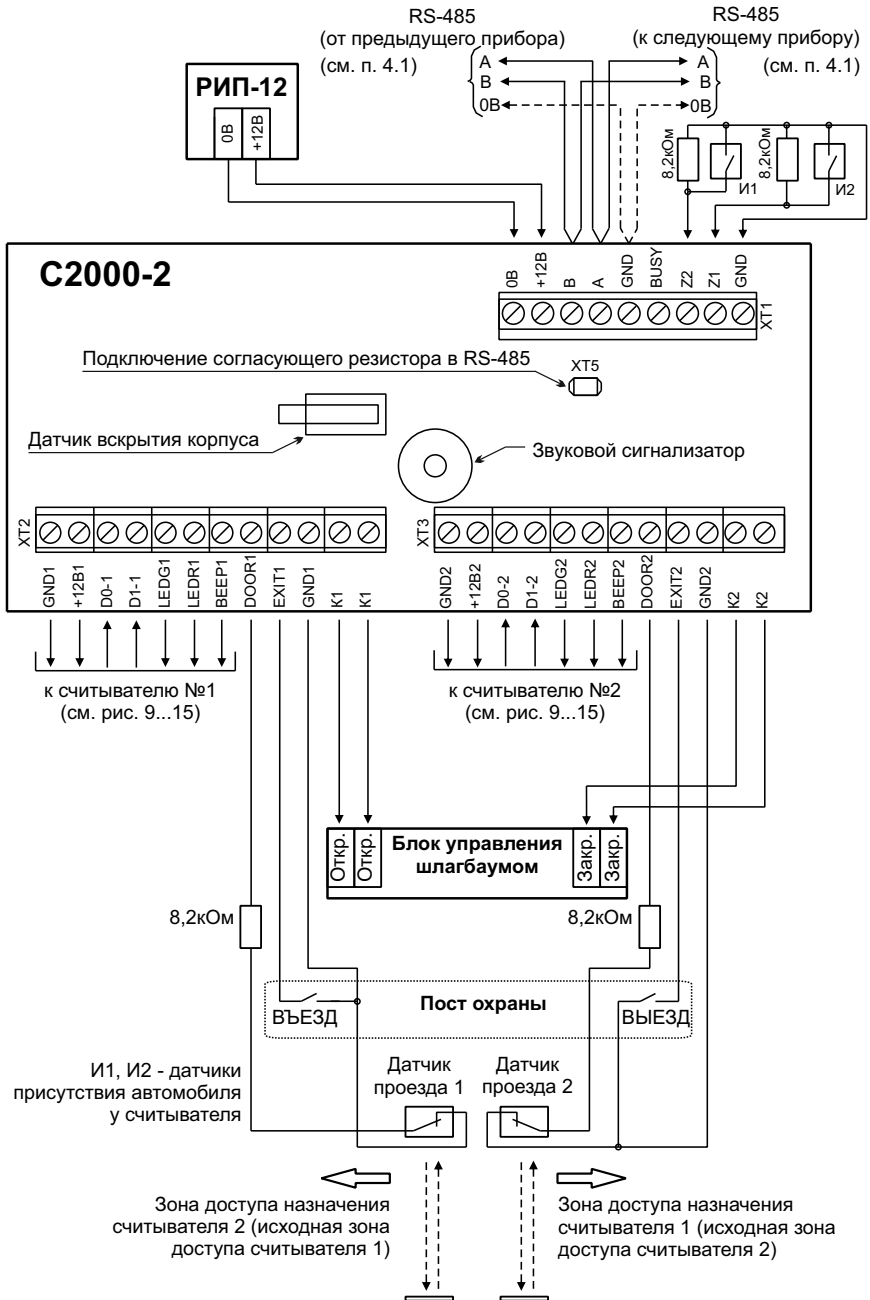 RS-485
(от предыдущего прибора)
(см. п. 4.1)
RS-485
(к следующему прибору)
(см. п. 4.1)
A
B
0В
A
B
0В
РИП-12
0В
+12В
8,2кОм
И1
8,2кОм
И2
С2000-2
0В
+12В
B
A
GND
BUSY
Z2
Z1
GND
XT1
Подключение согласующего резистора в RS-485
XT5
Датчик вскрытия корпуса
Звуковой сигнализатор
XT2
XT3
GND1
+12В1
D0-1
D1-1
LEDG1
LEDR1
BEEP1
DOOR1
EXIT1
GND1
К1
К1
GND2
+12В2
D0-2
D1-2
LEDG2
LEDR2
BEEP2
DOOR2
EXIT2
GND2
К2
К2
к считывателю №1
(см. рис. 9...15)
к считывателю №2
(см. рис. 9...15)
Откр.
Откр.
Блок управления
шлагбаумом
Закр.
Закр.
8,2кОм
8,2кОм
Пост охраны
ВЪЕЗД
ВЫЕЗД
И1, И2 - датчики
присутствия автомобиля
у считывателя
Датчик
проезда 1
Датчик
проезда 2
Зона доступа назначения
считывателя 2 (исходная зона
доступа считывателя 1)
Зона доступа назначения
считывателя 1 (исходная зона
доступа считывателя 2)